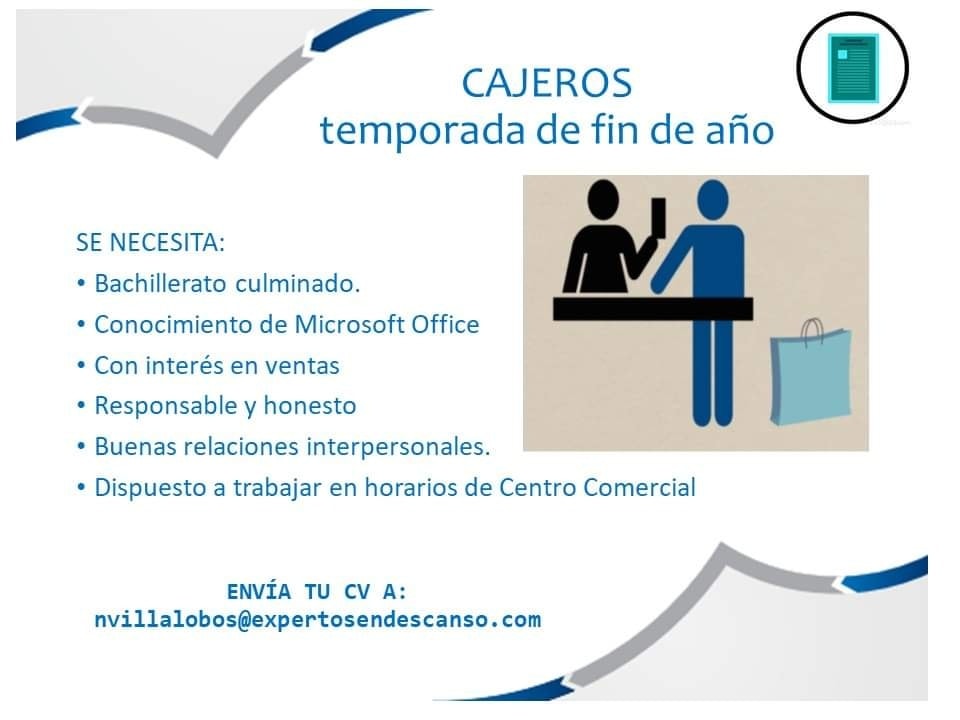 CAJEROS
temporada de fin de año
SE NECESITA:
• Bachillerato culminado.
• Conocimiento de Microsoft Office
• Con interés en ventas
• Responsable y honesto
• Buenas relaciones interpersonales.
• Dispuesto a trabajar en horarios de Centro Comercial
ENVÍA TU CV A:
nvillalobos@expertosendescanso.com